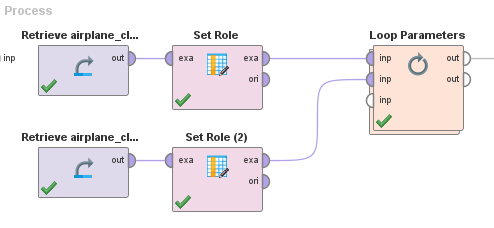 Process
Retrieve airplane_cl...
Set Role
Loop Parameters
inp
out
exa
exa
inp
out
ori
inp
out
inp
Retrieve airplane_cl...
Set Role (2)
out
exa
exa
ori